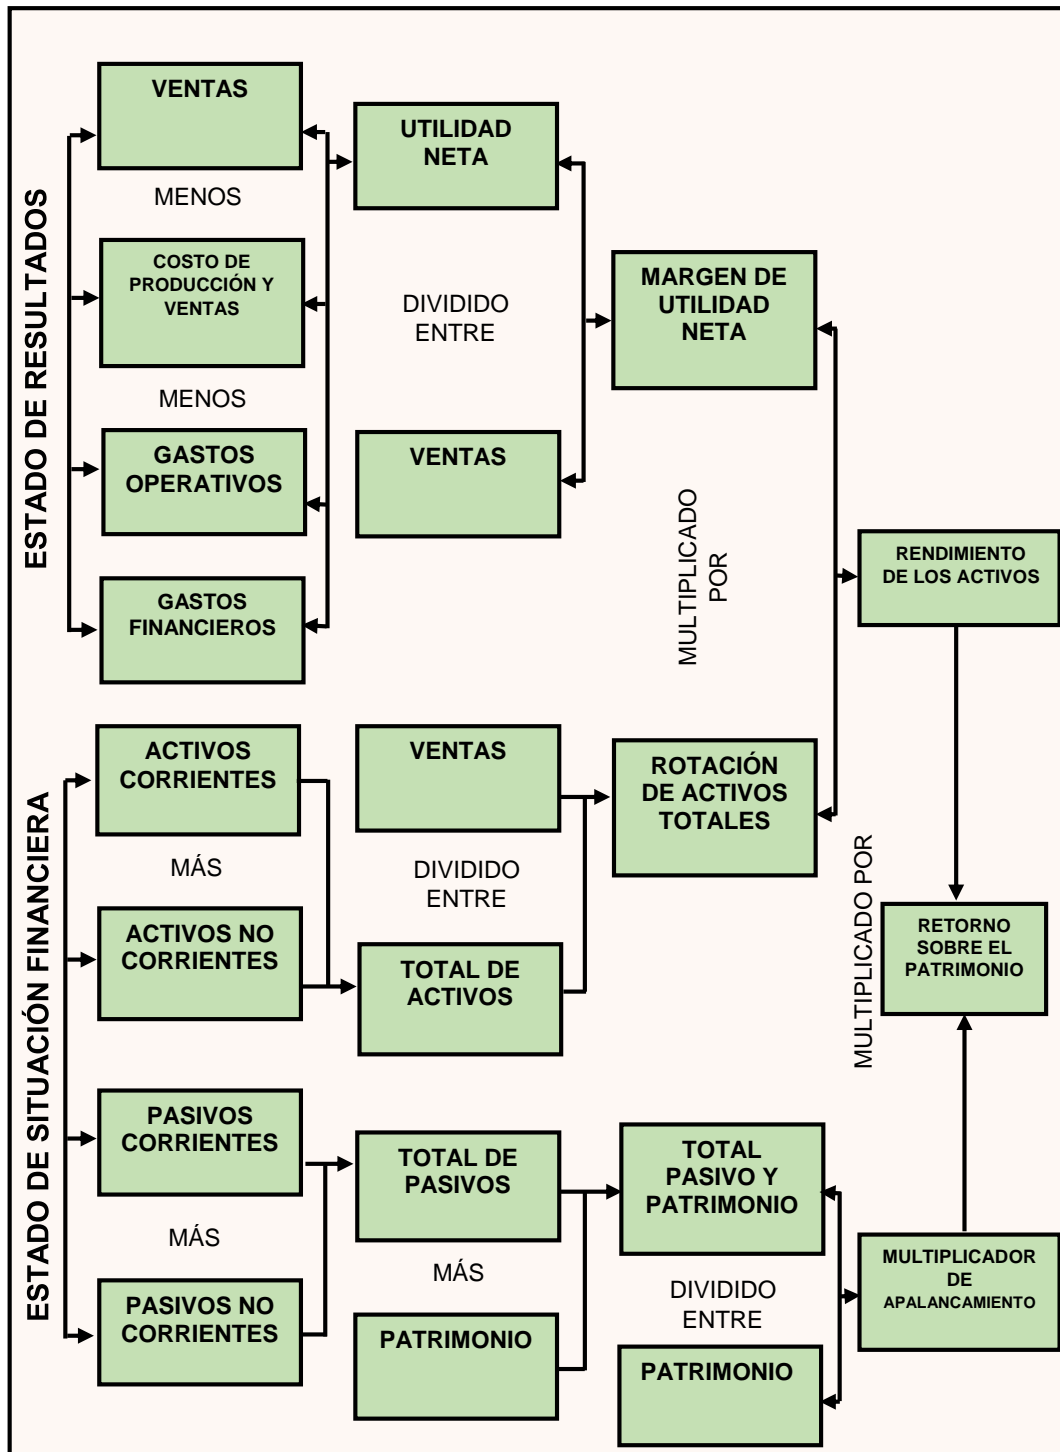 ESTADO DE RESULTADOS
VENTAS
MENOS
COSTO DE
PRODUCCIÓN Y
VENTAS
MENOS
GASTOS
OPERATIVOS
GASTOS
FINANCIEROS
UTILIDAD
NETA
DIVIDIDO
ENTRE
VENTAS
MARGEN DE
UTILIDAD
NETA
MULTIPLICADO
POR
RENDIMIENTO
DE LOS ACTIVOS
ESTADO DE SITUACIÓN FINANCIERA
ACTIVOS
CORRIENTES
MÁS
ACTIVOS NO
CORRIENTES
VENTAS
DIVIDIDO
ENTRE
TOTAL DE
ACTIVOS
ROTACIÓN
DE ACTIVOS
TOTALES
MULTIPLICADO POR
RETORNO
SOBRE EL
PATRIMONIO
PASIVOS
CORRIENTES
MÁS
PASIVOS NO
CORRIENTES
TOTAL DE
PASIVOS
MÁS
PATRIMONIO
TOTAL
PASIVO Y
PATRIMONIO
DIVIDIDO
ENTRE
PATRIMONIO
MULTIPLICADOR
DE
APALANCAMIENTO